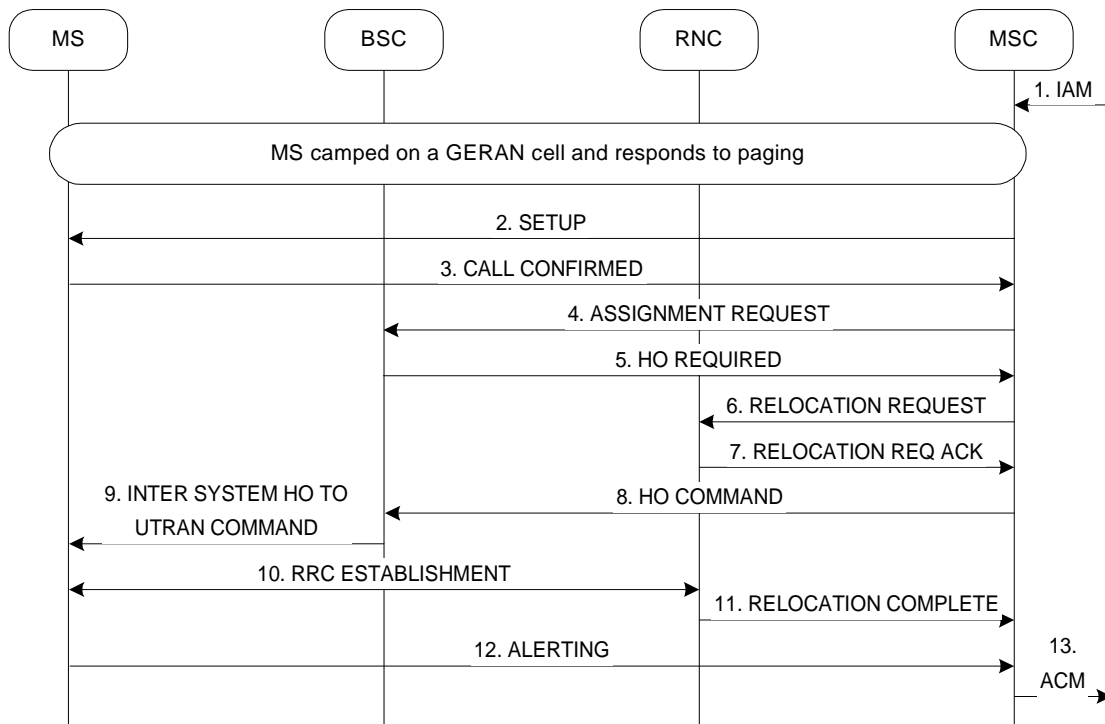 MS
BSC
RNC
MSC
1. IAM
MS camped on a GERAN cell and responds to paging
2. SETUP
3. CALL CONFIRMED
4. ASSIGNMENT REQUEST
5. HO REQUIRED
6. RELOCATION REQUEST
7. RELOCATION REQ ACK
8. HO COMMAND
9. INTER SYSTEM HO TO
UTRAN COMMAND
10. RRC ESTABLISHMENT
11. RELOCATION COMPLETE
12. ALERTING
13.
ACM